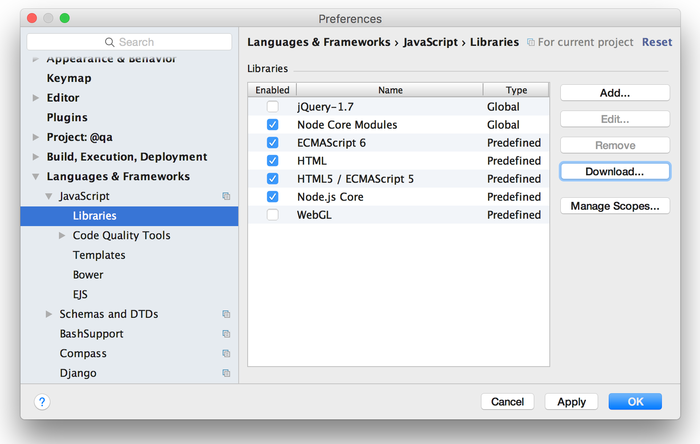 Preferences
Search
Languages & Frameworks › JavaScript › Libraries For current project Reset
Appearance & Behavior
Keymap
Editor
Plugins
Project: @qa
Build, Execution, Deployment
Languages & Frameworks
JavaScript
Libraries
Code Quality Tools
Templates
Bower
EJS
Schemas and DTDs
BashSupport
Compass
Django
Libraries
Enabled Name Type
jQuery-1.7 Global
Node Core Modules Global
ECMAScript 6 Predefined
HTML Predefined
HTML5 / ECMAScript 5 Predefined
Node.js Core Predefined
WebGL Predefined
Add...
Edit...
Remove
Download...
Manage Scopes...
? Cancel Apply OK